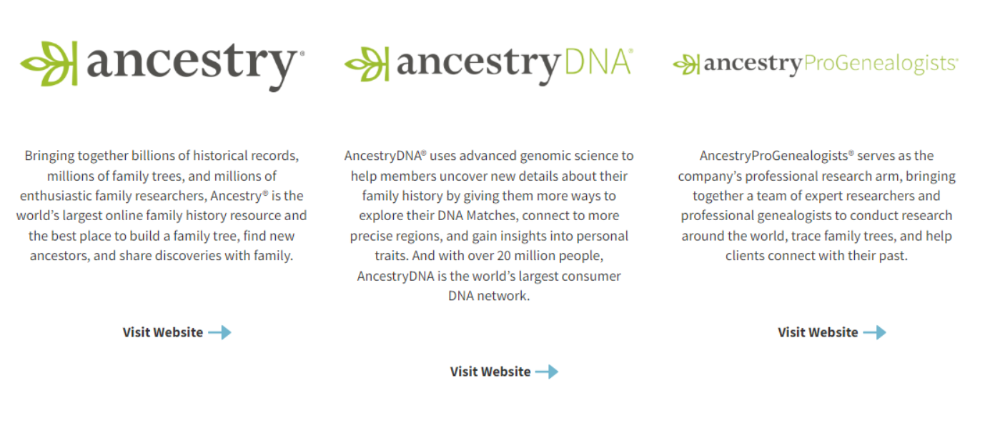 ancestry®
Bringing together billions of historical records,
millions of family trees, and millions of
enthusiastic family researchers, Ancestry® is the
world's largest online family history resource and
the best place to build a family tree, find new
ancestors, and share discoveries with family.
Visit Website
ancestryDNA®
AncestryDNA® uses advanced genomic science to
help members uncover new details about their
family history by giving them more ways to
explore their DNA Matches, connect to more
precise regions, and gain insights into personal
traits. And with over 20 million people,
AncestryDNA is the world's largest consumer
DNA network.
Visit Website
ancestryProGenealogists®
AncestryProGenealogists® serves as the
company's professional research arm, bringing
together a team of expert researchers and
professional genealogists to conduct research
around the world, trace family trees, and help
clients connect with their past.
Visit Website